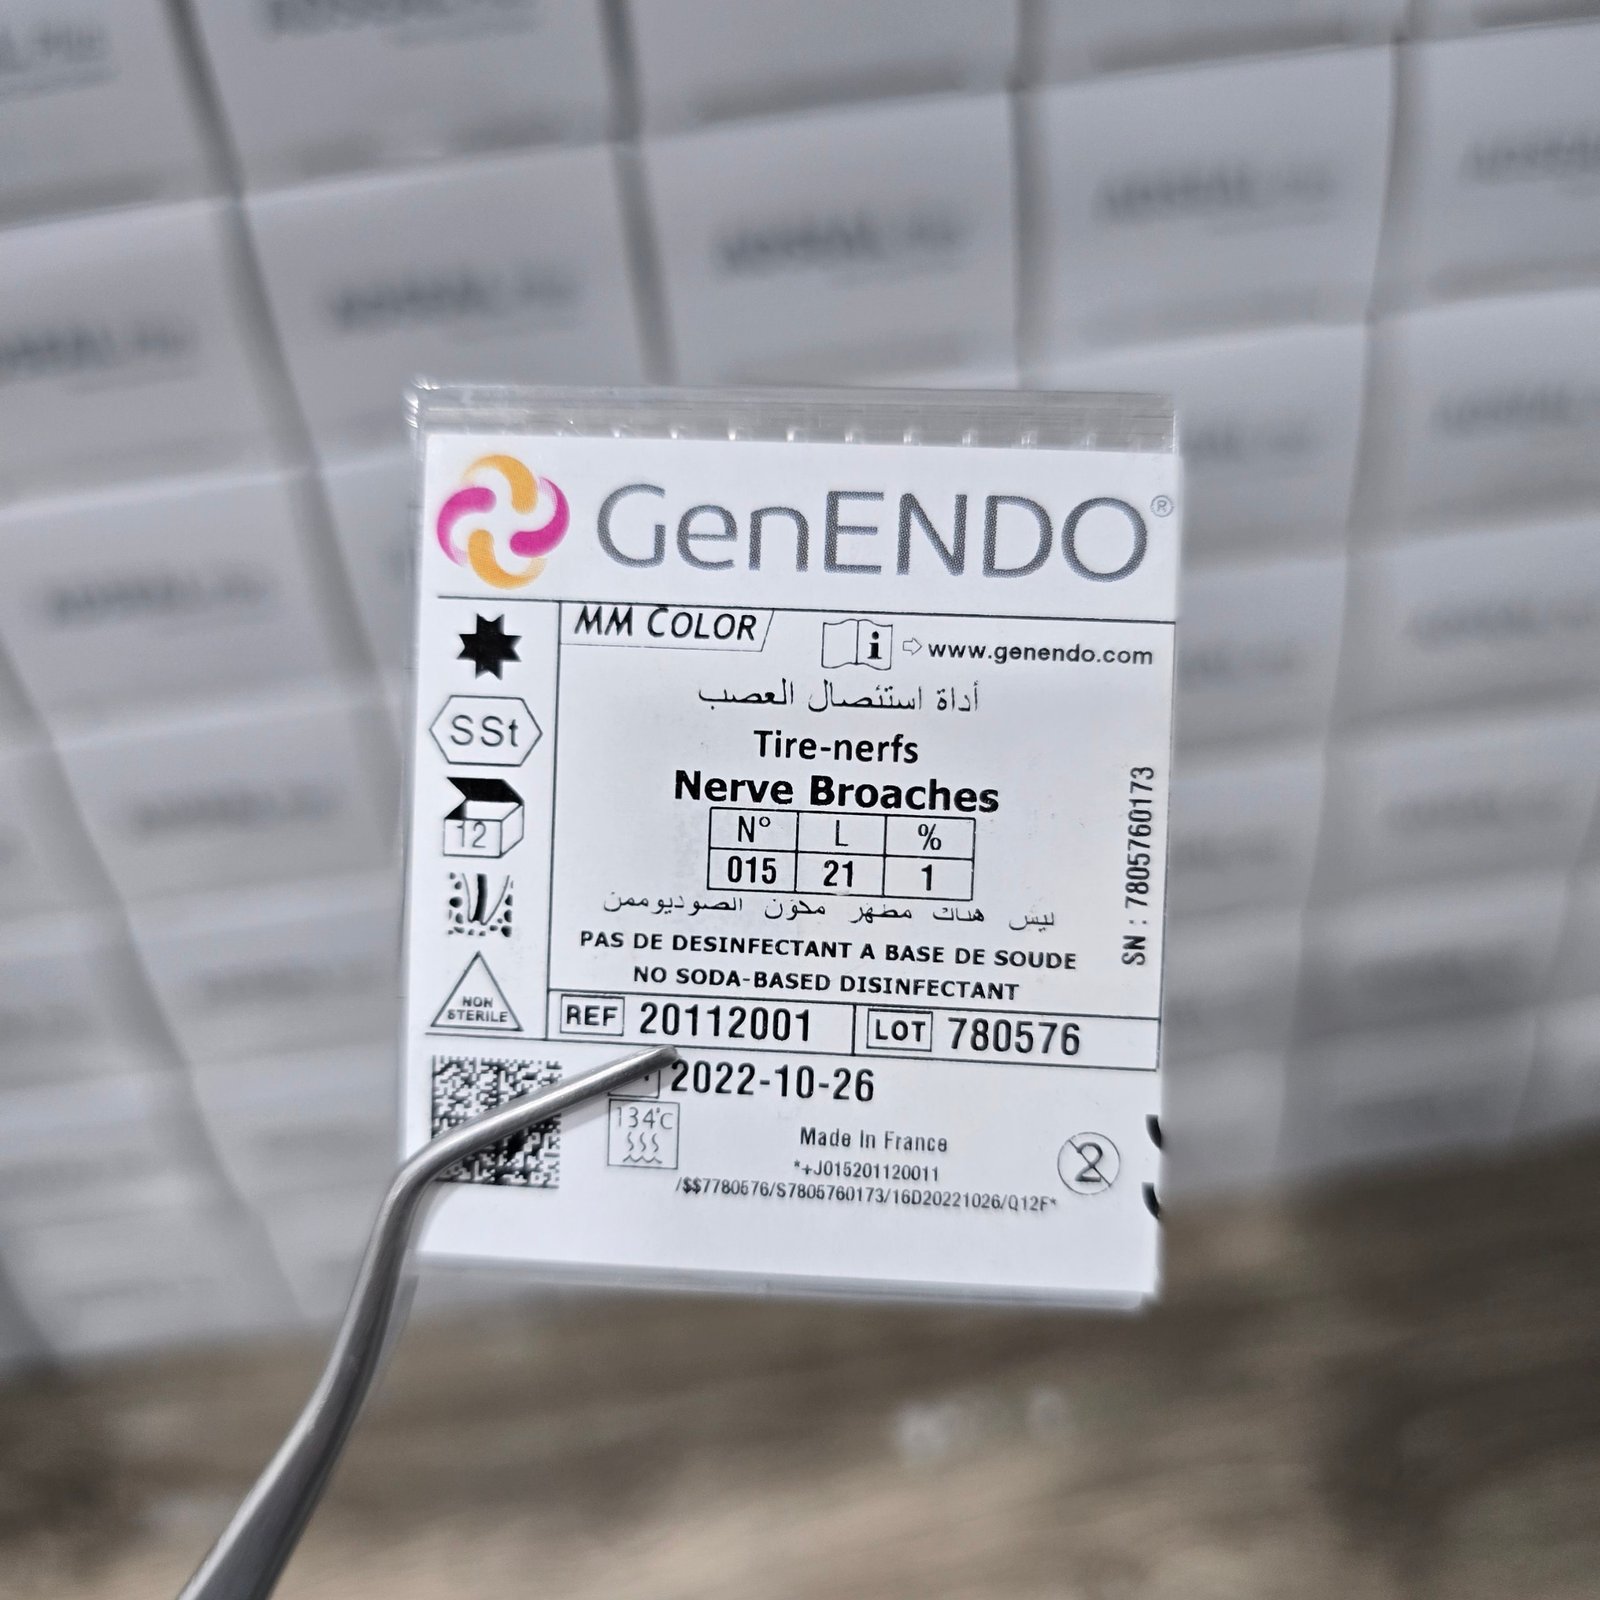 GenENDO®
MM COLOR
i ⇨ www.genendo.com
أداة استئصال العصب
Tire-nerfs
Nerve Broaches
N° L %
015 21 1
ليس هناك مطهر مكوّن الصوديوممن
PAS DE DESINFECTANT A BASE DE SOUDE
NO SODA-BASED DISINFECTANT
SSt
12
NON
STERILE
SN : 7805760173
REF 20112001 LOT 780576
2022-10-26
134°C
Made In France
2
*+J015201120011
/$$7780576/S7805760173/16D20221026/Q12F*